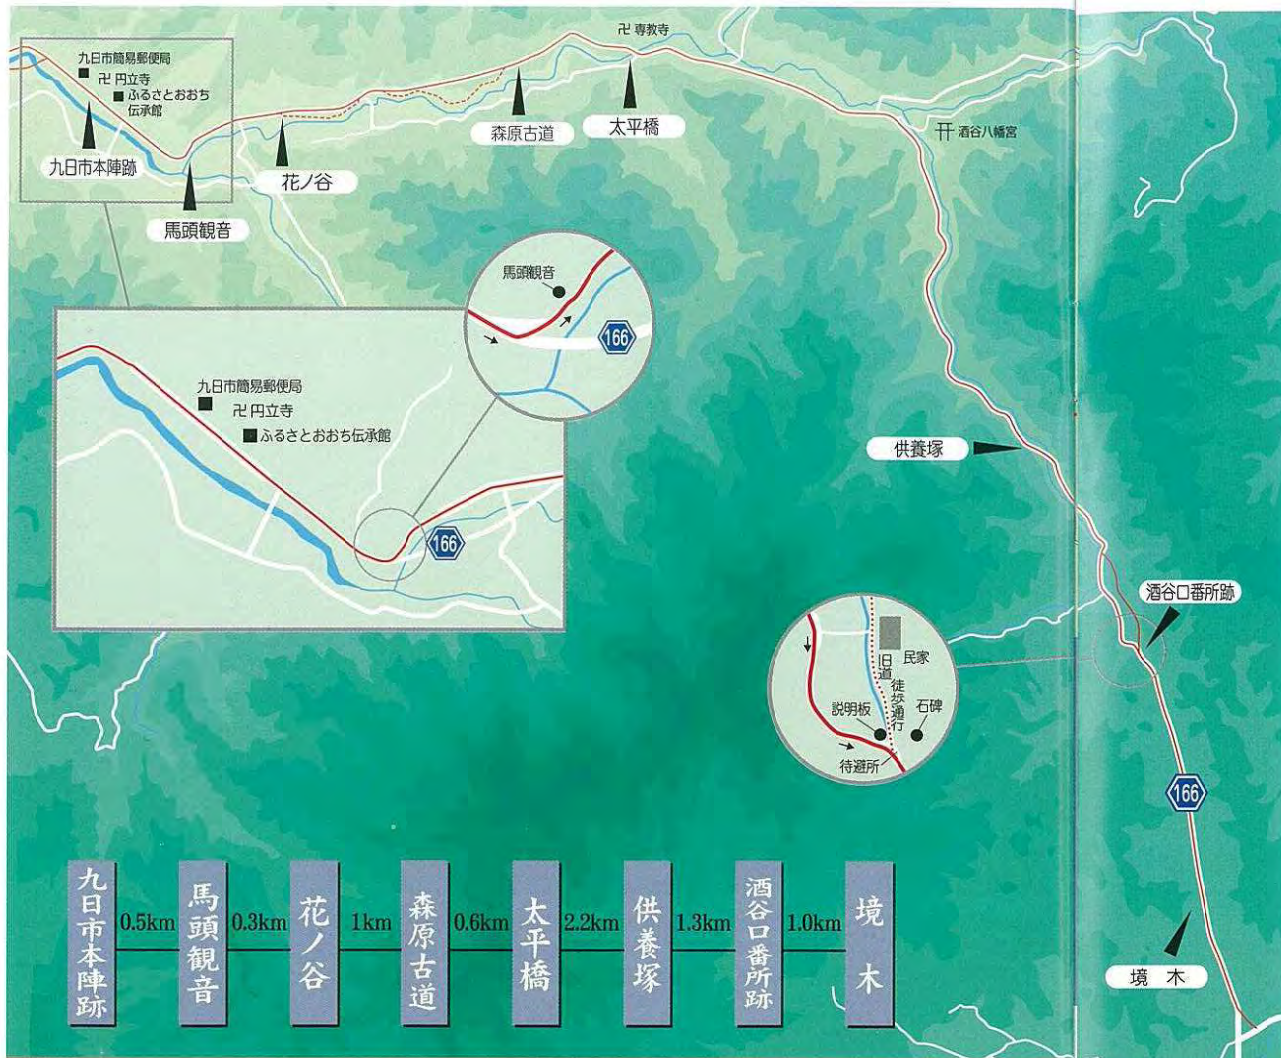 九日市簡易郵便局
卍 円立寺
ふるさとおおち
伝承館
九日市本陣跡
馬頭観音
花ノ谷
森原古道
卍 専教寺
太平橋
酒谷八幡宮
馬頭観音
166
九日市簡易郵便局
卍 円立寺
ふるさとおおち伝承館
166
供養塚
酒谷口番所跡
民家
旧道
徒歩通行
説明板
石碑
待避所
166
境 木
九日市本陣跡
0.5km
馬頭観音
0.3km
花ノ谷
1km
森原古道
0.6km
太平橋
2.2km
供養塚
1.3km
酒谷口番所跡
1.0km
境 木